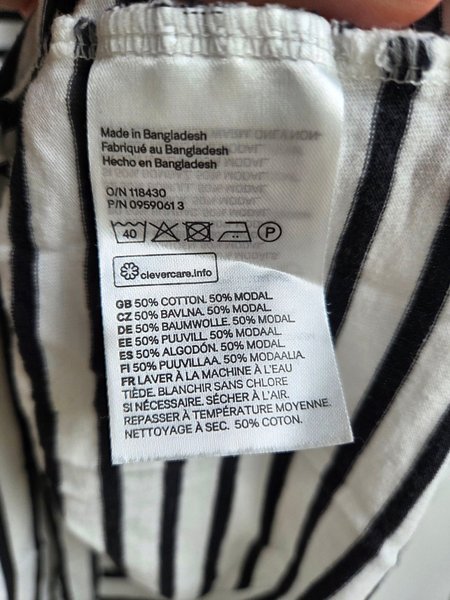 Made in Bangladesh
Fabriqué au Bangladesh
Hecho en Bangladesh
O/N 118430
P/N 0959061 3
40 P
clevercare.info
GB 50% COTTON. 50% MODAL.
CZ 50% BAVLNA. 50% MODAL.
DE 50% BAUMWOLLE. 50% MODAL.
EE 50% PUUVILL. 50% MODAAL.
ES 50% ALGODÓN. 50% MODAL.
FI 50% PUUVILLAA. 50% MODAALIA.
FR LAVER À LA MACHINE À L'EAU
TIÈDE. BLANCHIR SANS CHLORE
SI NÉCESSAIRE. SÉCHER À L'AIR.
REPASSER À TEMPÉRATURE MOYENNE.
NETTOYAGE À SEC. 50% COTON.